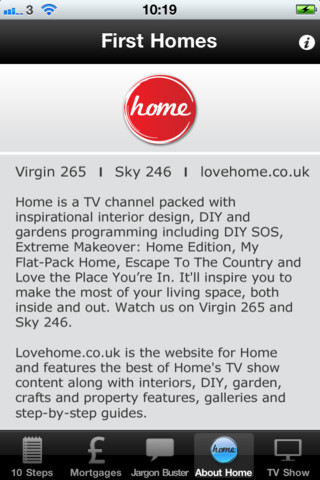 3 10:19
First Homes
home
Virgin 265 I Sky 246 I lovehome.co.uk
Home is a TV channel packed with
inspirational interior design, DIY and
gardens programming including DIY SOS,
Extreme Makeover: Home Edition, My
Flat-Pack Home, Escape To The Country and
Love the Place You're In. It'll inspire you to
make the most of your living space, both
inside and out. Watch us on Virgin 265 and
Sky 246.
Lovehome.co.uk is the website for Home
and features the best of Home's TV show
content along with interiors, DIY, garden,
crafts and property features, galleries and
step-by-step guides.
£ home
10 Steps Mortgages Jargon Buster About Home TV Show